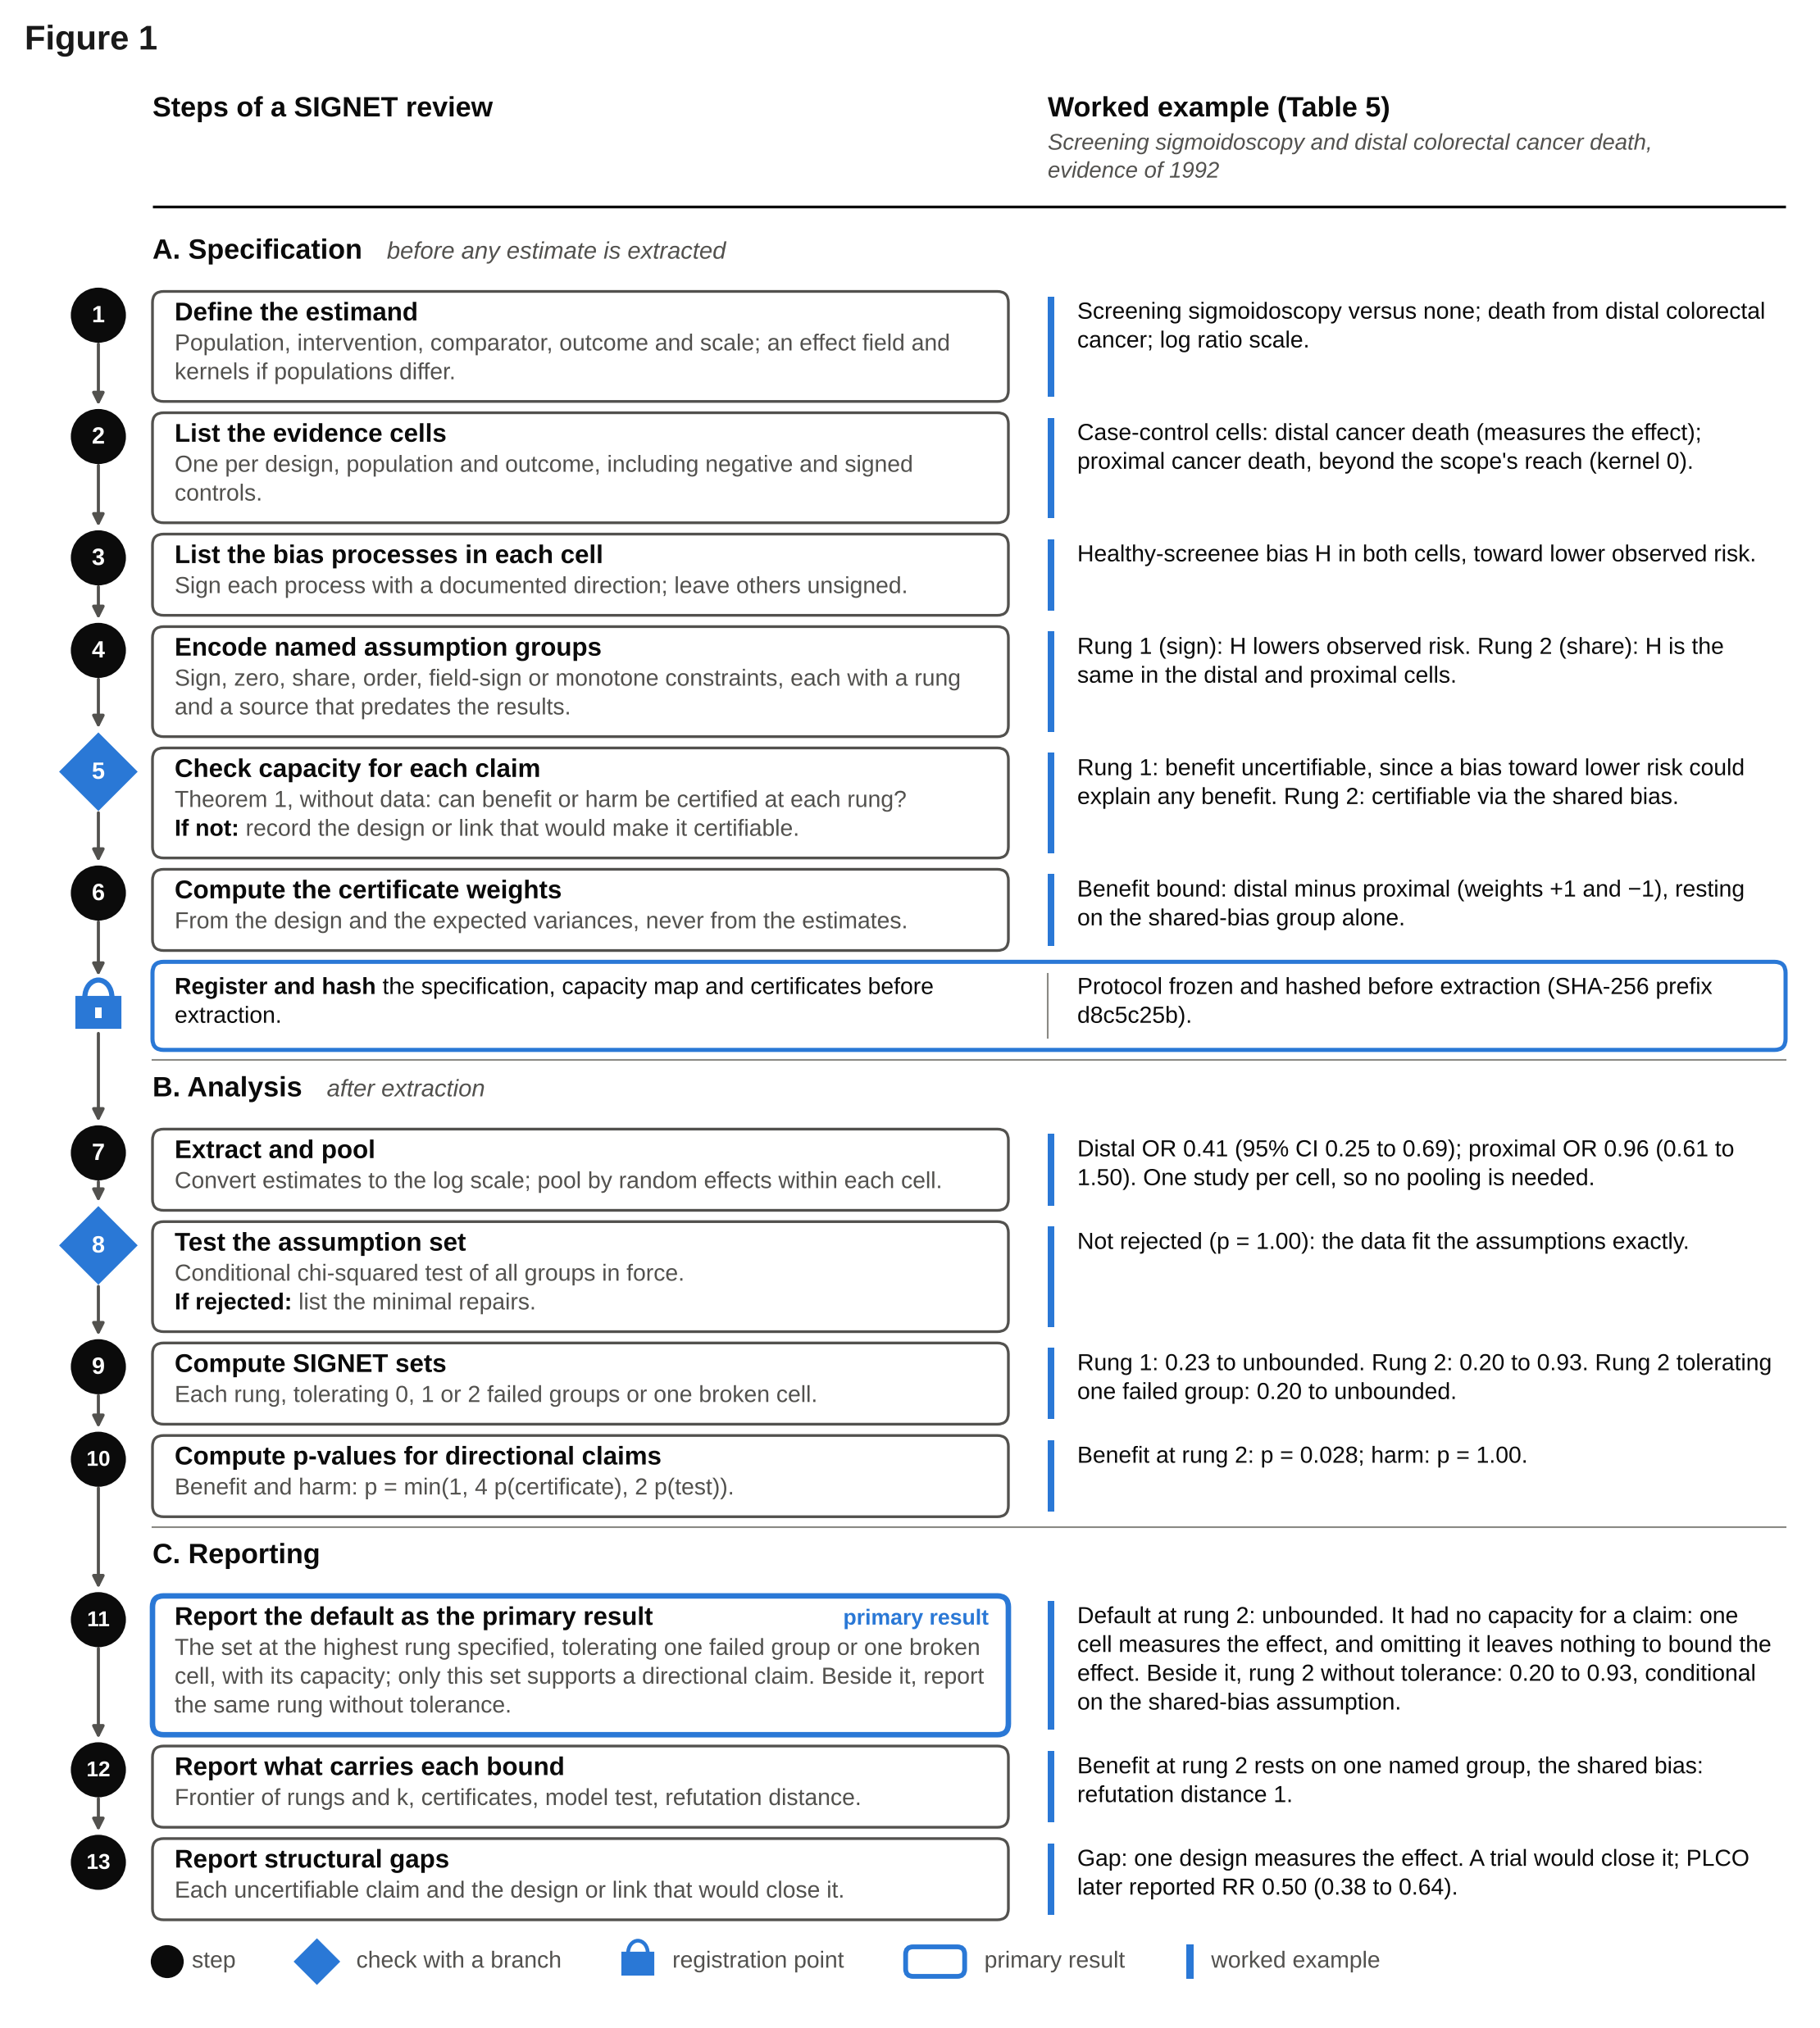 Figure 1
Steps of a SIGNET review
Worked example (Table 5)
Screening sigmoidoscopy and distal colorectal cancer death,
evidence of 1992
A. Specification before any estimate is extracted
1
Define the estimand
Population, intervention, comparator, outcome and scale; an effect field and
kernels if populations differ.
Screening sigmoidoscopy versus none; death from distal colorectal
cancer; log ratio scale.
2
List the evidence cells
One per design, population and outcome, including negative and signed
controls.
Case-control cells: distal cancer death (measures the effect);
proximal cancer death, beyond the scope's reach (kernel 0).
3
List the bias processes in each cell
Sign each process with a documented direction; leave others unsigned.
Healthy-screenee bias H in both cells, toward lower observed risk.
4
Encode named assumption groups
Sign, zero, share, order, field-sign or monotone constraints, each with a rung
and a source that predates the results.
Rung 1 (sign): H lowers observed risk. Rung 2 (share): H is the
same in the distal and proximal cells.
5
Check capacity for each claim
Theorem 1, without data: can benefit or harm be certified at each rung?
If not: record the design or link that would make it certifiable.
Rung 1: benefit uncertifiable, since a bias toward lower risk could
explain any benefit. Rung 2: certifiable via the shared bias.
6
Compute the certificate weights
From the design and the expected variances, never from the estimates.
Benefit bound: distal minus proximal (weights +1 and −1), resting
on the shared-bias group alone.
Register and hash the specification, capacity map and certificates before
extraction.
Protocol frozen and hashed before extraction (SHA-256 prefix
d8c5c25b).
B. Analysis after extraction
7
Extract and pool
Convert estimates to the log scale; pool by random effects within each cell.
Distal OR 0.41 (95% CI 0.25 to 0.69); proximal OR 0.96 (0.61 to
1.50). One study per cell, so no pooling is needed.
8
Test the assumption set
Conditional chi-squared test of all groups in force.
If rejected: list the minimal repairs.
Not rejected (p = 1.00): the data fit the assumptions exactly.
9
Compute SIGNET sets
Each rung, tolerating 0, 1 or 2 failed groups or one broken cell.
Rung 1: 0.23 to unbounded. Rung 2: 0.20 to 0.93. Rung 2 tolerating
one failed group: 0.20 to unbounded.
10
Compute p-values for directional claims
Benefit and harm: p = min(1, 4 p(certificate), 2 p(test)).
Benefit at rung 2: p = 0.028; harm: p = 1.00.
C. Reporting
11
Report the default as the primary result primary result
The set at the highest rung specified, tolerating one failed group or one broken
cell, with its capacity; only this set supports a directional claim. Beside it, report
the same rung without tolerance.
Default at rung 2: unbounded. It had no capacity for a claim: one
cell measures the effect, and omitting it leaves nothing to bound the
effect. Beside it, rung 2 without tolerance: 0.20 to 0.93, conditional
on the shared-bias assumption.
12
Report what carries each bound
Frontier of rungs and k, certificates, model test, refutation distance.
Benefit at rung 2 rests on one named group, the shared bias:
refutation distance 1.
13
Report structural gaps
Each uncertifiable claim and the design or link that would close it.
Gap: one design measures the effect. A trial would close it; PLCO
later reported RR 0.50 (0.38 to 0.64).
step check with a branch registration point primary result worked example